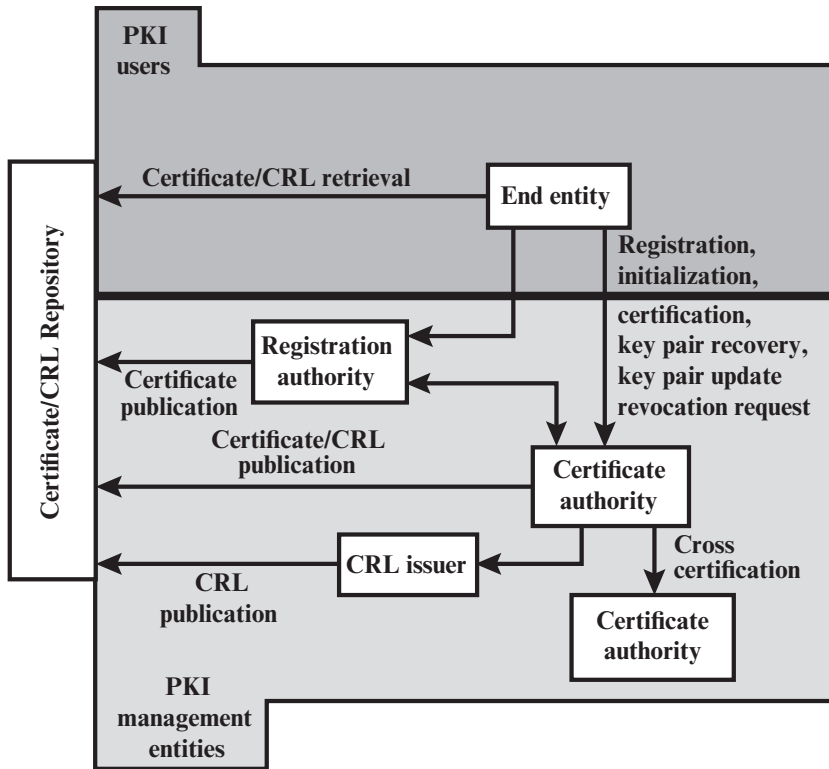 PKI
users
Certificate/CRL Repository
Certificate/CRL retrieval
End entity
Registration,
initialization,
certification,
key pair recovery,
key pair update
revocation request
Registration
authority
Certificate
publication
Certificate/CRL
publication
Certificate
authority
CRL issuer
CRL
publication
Cross
certification
Certificate
authority
PKI
management
entities